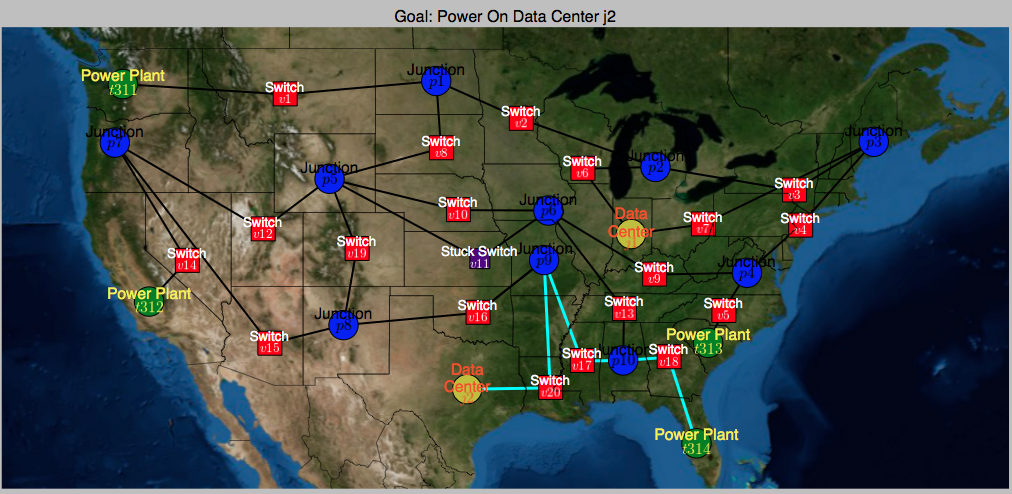 Goal: Power On Data Center j2
Power Plant
t311
Switch
v1
Junction
p1
Switch
v2
Junction
p7
Switch
v8
Junction
p5
Switch
v6
Junction
p2
Junction
p3
Switch
v3
Switch
v10
Junction
p6
Data
Center
j1
Switch
v7
Switch
v4
Switch
v12
Switch
v19
Stuck Switch
v11
Junction
p9
Switch
v14
Switch
v9
Junction
p4
Power Plant
t312
Junction
p8
Switch
v16
Switch
v13
Switch
v5
Switch
v15
Power Plant
t313
Switch
v17
Junction
p10
Switch
v18
Data
Center
j2
Switch
v20
Power Plant
t314